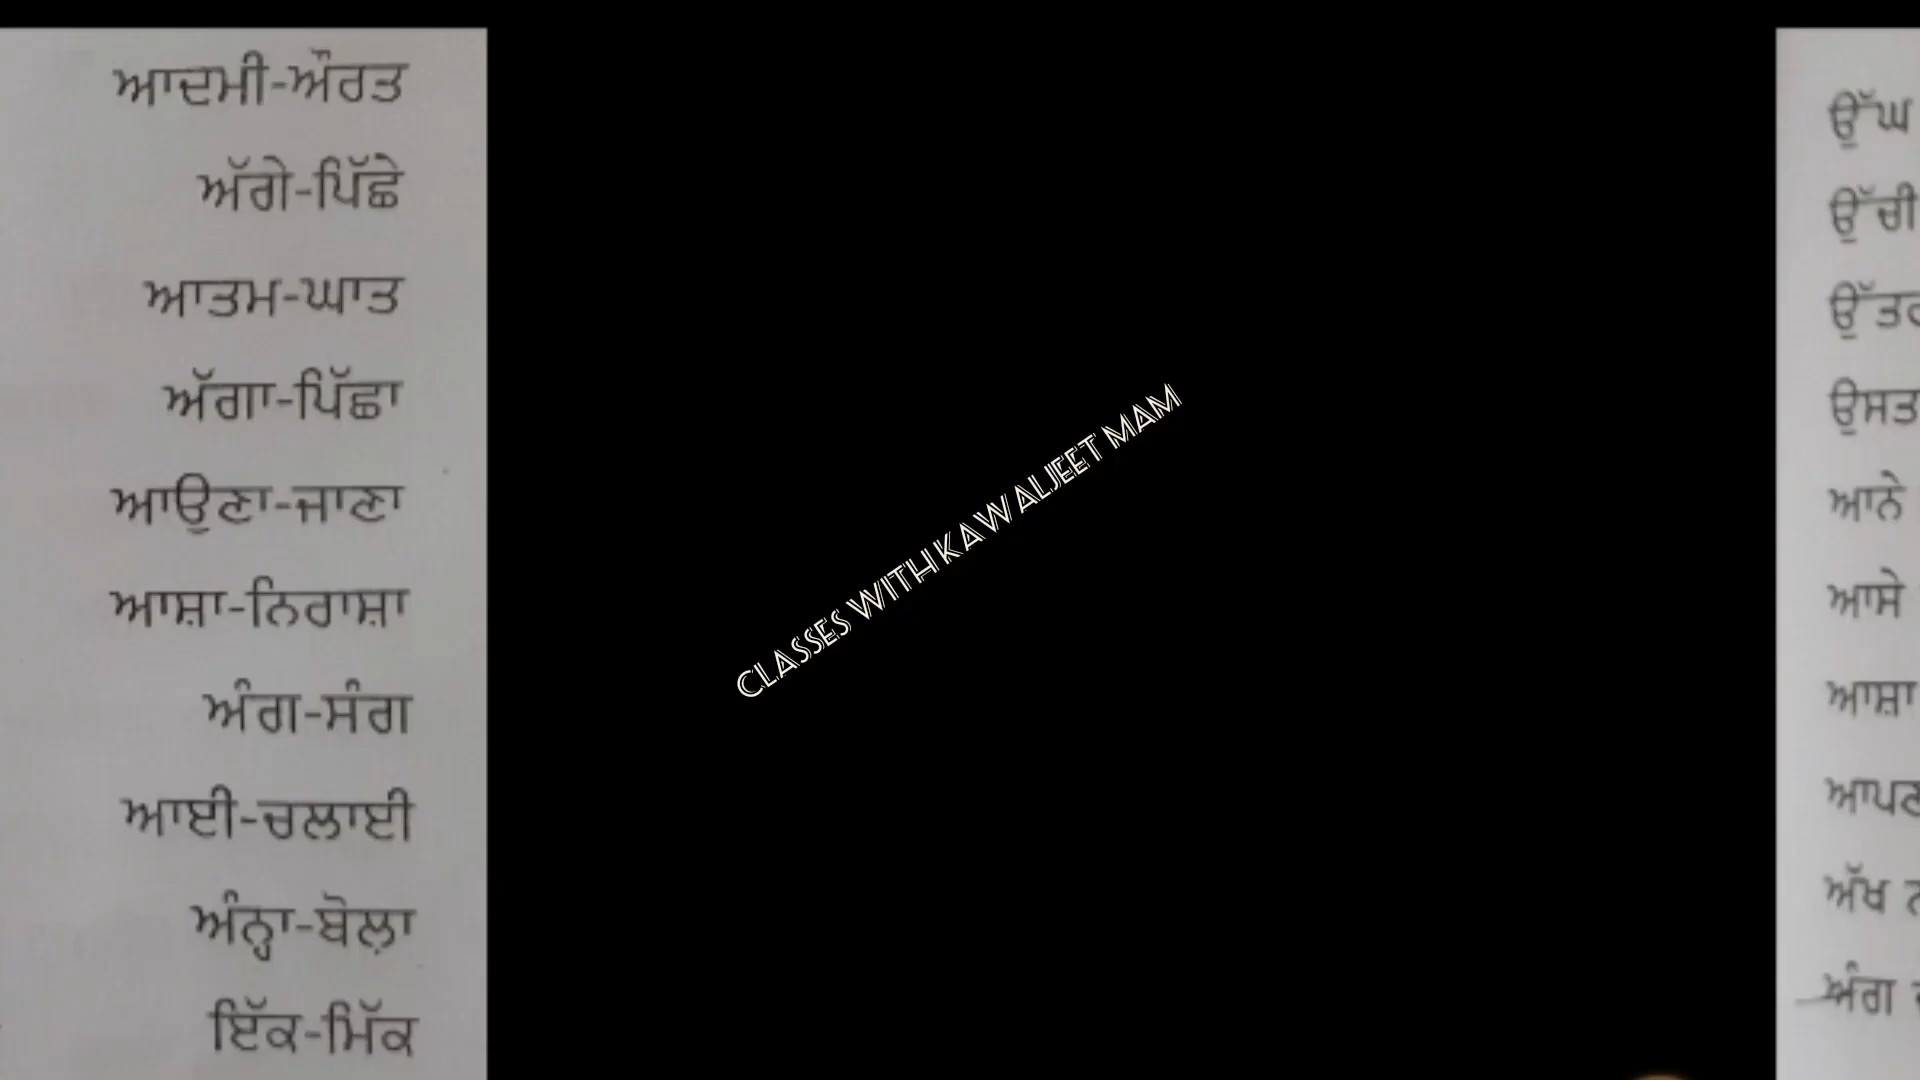 ਆਦਮੀ-ਔਰਤ
ਅੱਗੇ-ਪਿੱਛੇ
ਆਤਮ-ਘਾਤ
ਅੱਗਾ-ਪਿੱਛਾ
ਆਉਣਾ-ਜਾਣਾ
ਆਸ਼ਾ-ਨਿਰਾਸ਼ਾ
ਅੰਗ-ਸੰਗ
ਆਈ-ਚਲਾਈ
ਅੰਨ੍ਹਾ-ਬੋਲ਼ਾ
ਇੱਕ-ਮਿੱਕ
CLASSES WITH KAWALJEET MAM
ਉੱਘ
ਉੱਚੀ
ਆਨੇ
ਆਸੇ
ਆਸ਼ਾ
ਅੱਖ
ਅੰਗ